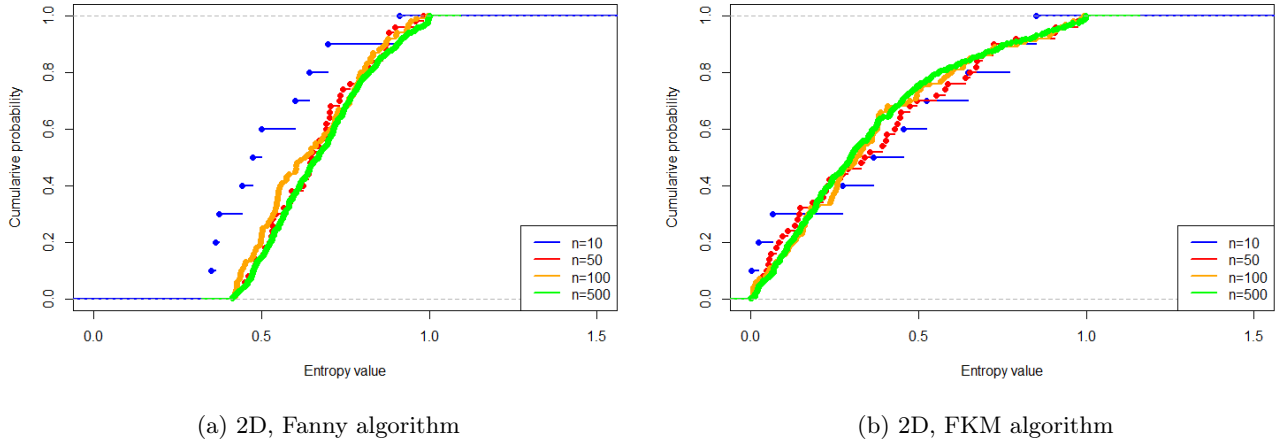 Cumularive probability
0.0 0.2 0.4 0.6 0.8 1.0
0.0 0.5 1.0 1.5
Entropy value
n=10
n=50
n=100
n=500
(a) 2D, Fanny algorithm
Cumularive probability
0.0 0.2 0.4 0.6 0.8 1.0
0.0 0.5 1.0 1.5
Entropy value
n=10
n=50
n=100
n=500
(b) 2D, FKM algorithm